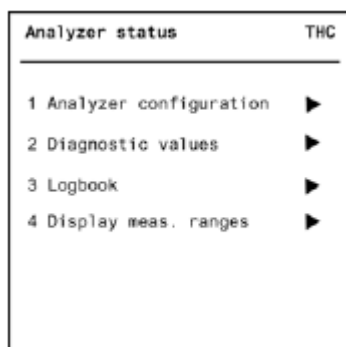 Analyzer status THC
1 Analyzer configuration ▶
2 Diagnostic values ▶
3 Logbook ▶
4 Display meas. ranges ▶